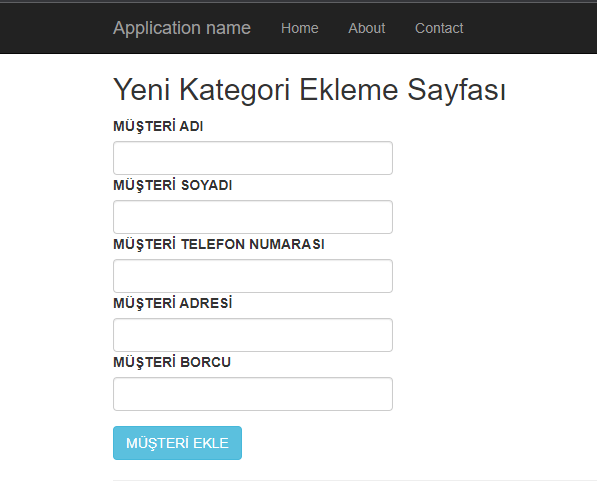 Application name Home About Contact
Yeni Kategori Ekleme Sayfası
MÜŞTERİ ADI
MÜŞTERİ SOYADI
MÜŞTERİ TELEFON NUMARASI
MÜŞTERİ ADRESİ
MÜŞTERİ BORCU
MÜŞTERİ EKLE